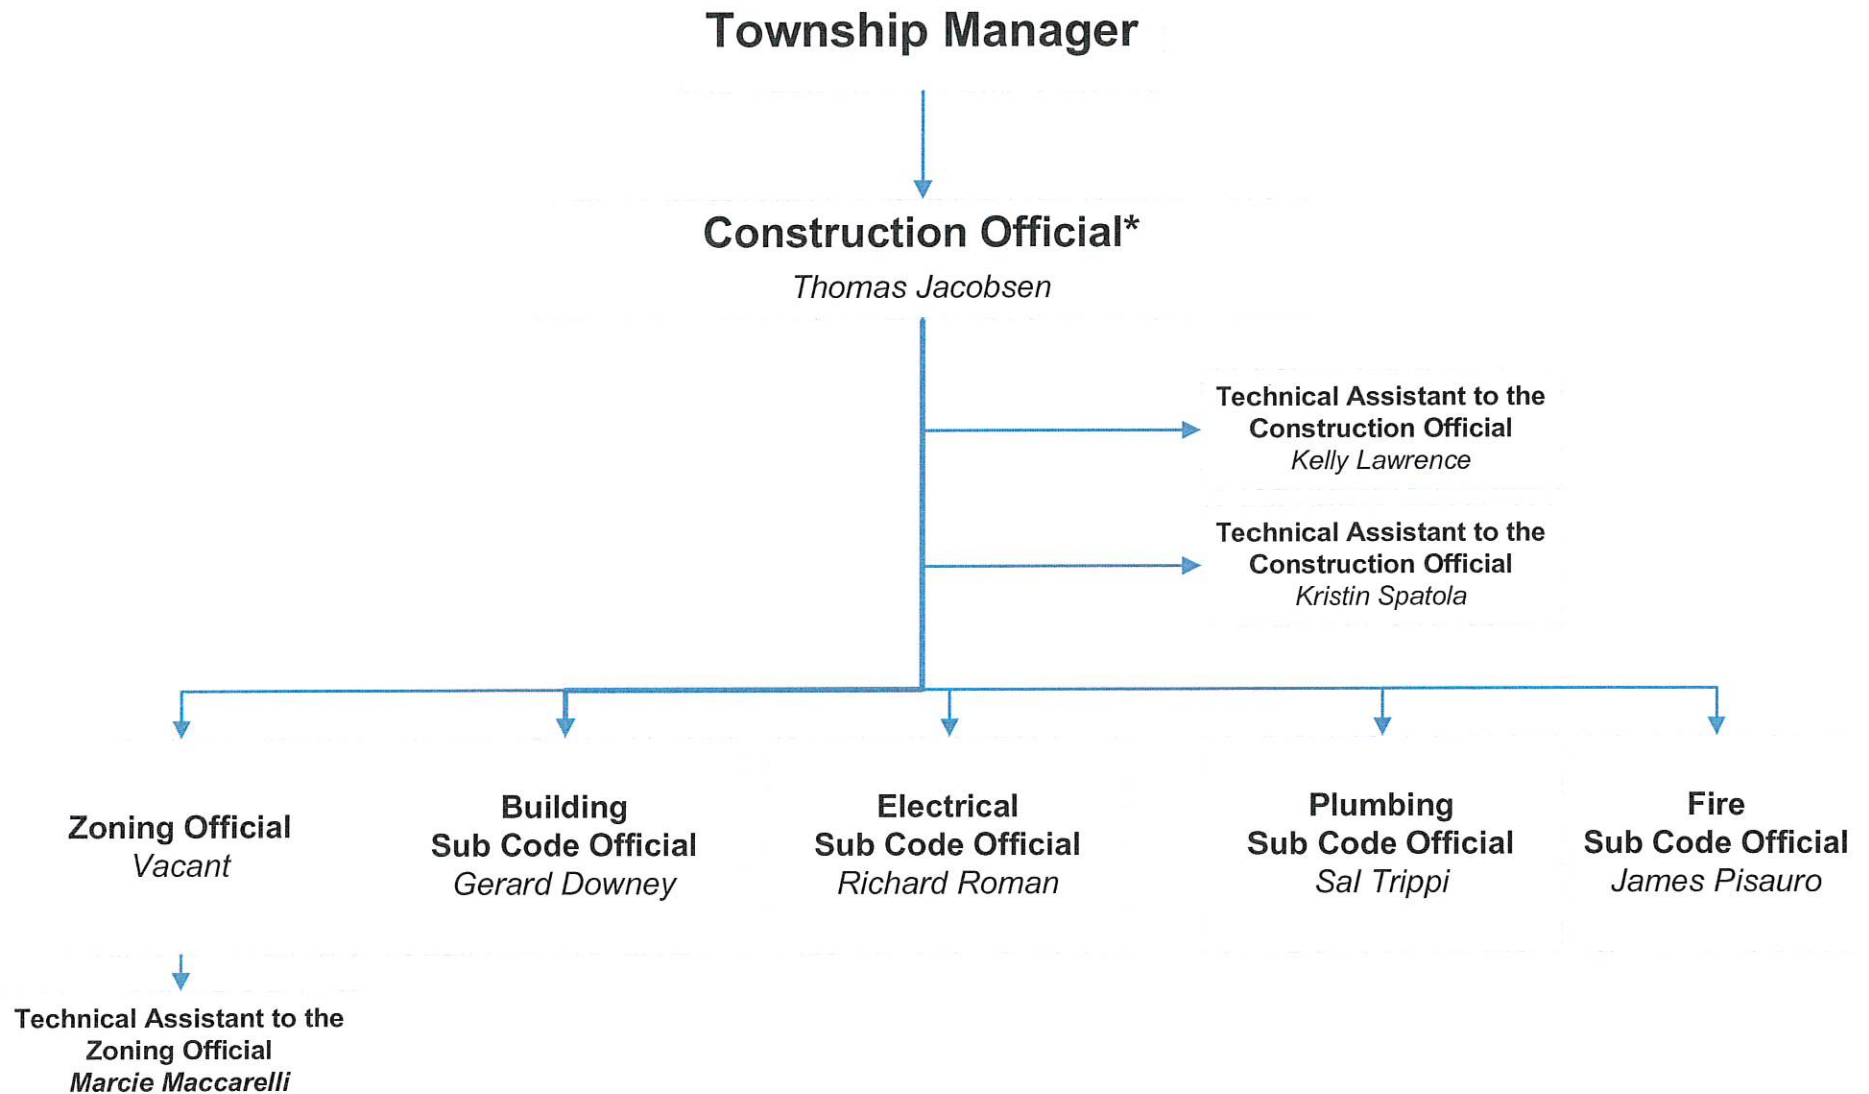 Township Manager
Construction Official*
Thomas Jacobsen
Technical Assistant to the
Construction Official
Kelly Lawrence
Technical Assistant to the
Construction Official
Kristin Spatola
Zoning Official
Vacant
Building
Sub Code Official
Gerard Downey
Electrical
Sub Code Official
Richard Roman
Plumbing
Sub Code Official
Sal Trippi
Fire
Sub Code Official
James Pisauro
Technical Assistant to the
Zoning Official
Marcie Maccarelli